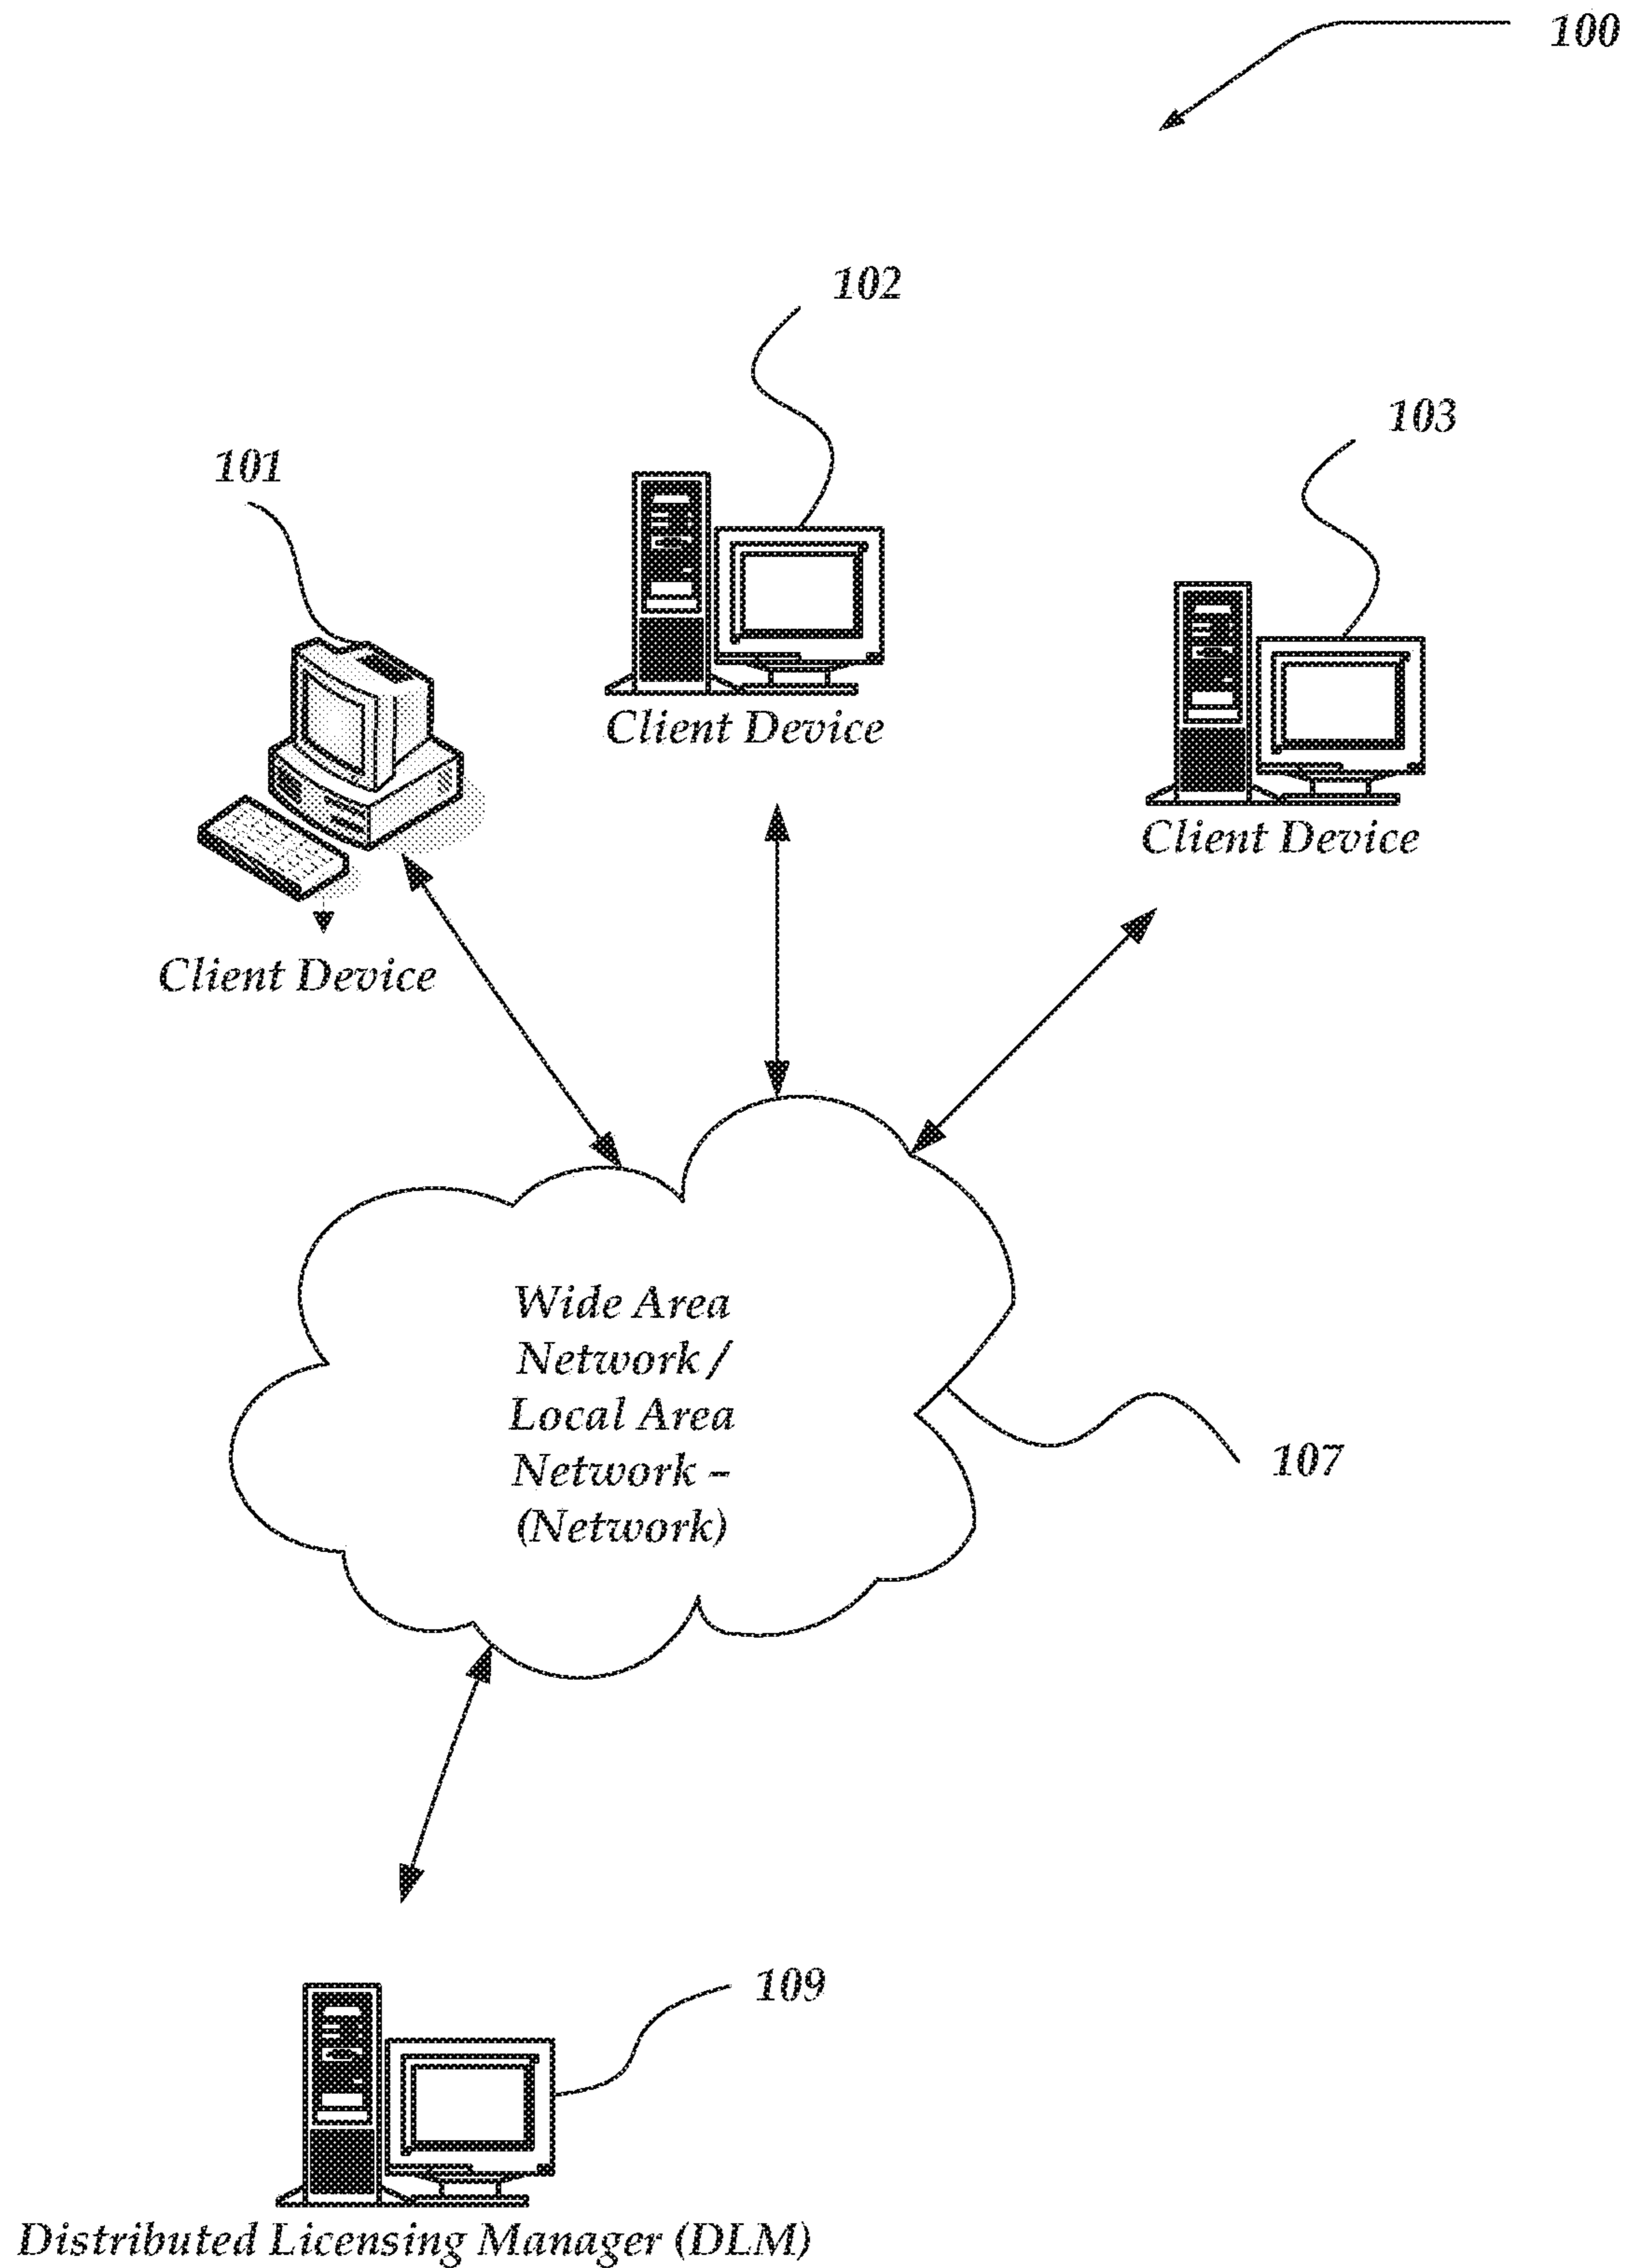 100
102
103
101
Client Device
Client Device
Client Device
Wide Area
Network /
Local Area
Network –
(Network)
107
109
Distributed Licensing Manager (DLM)